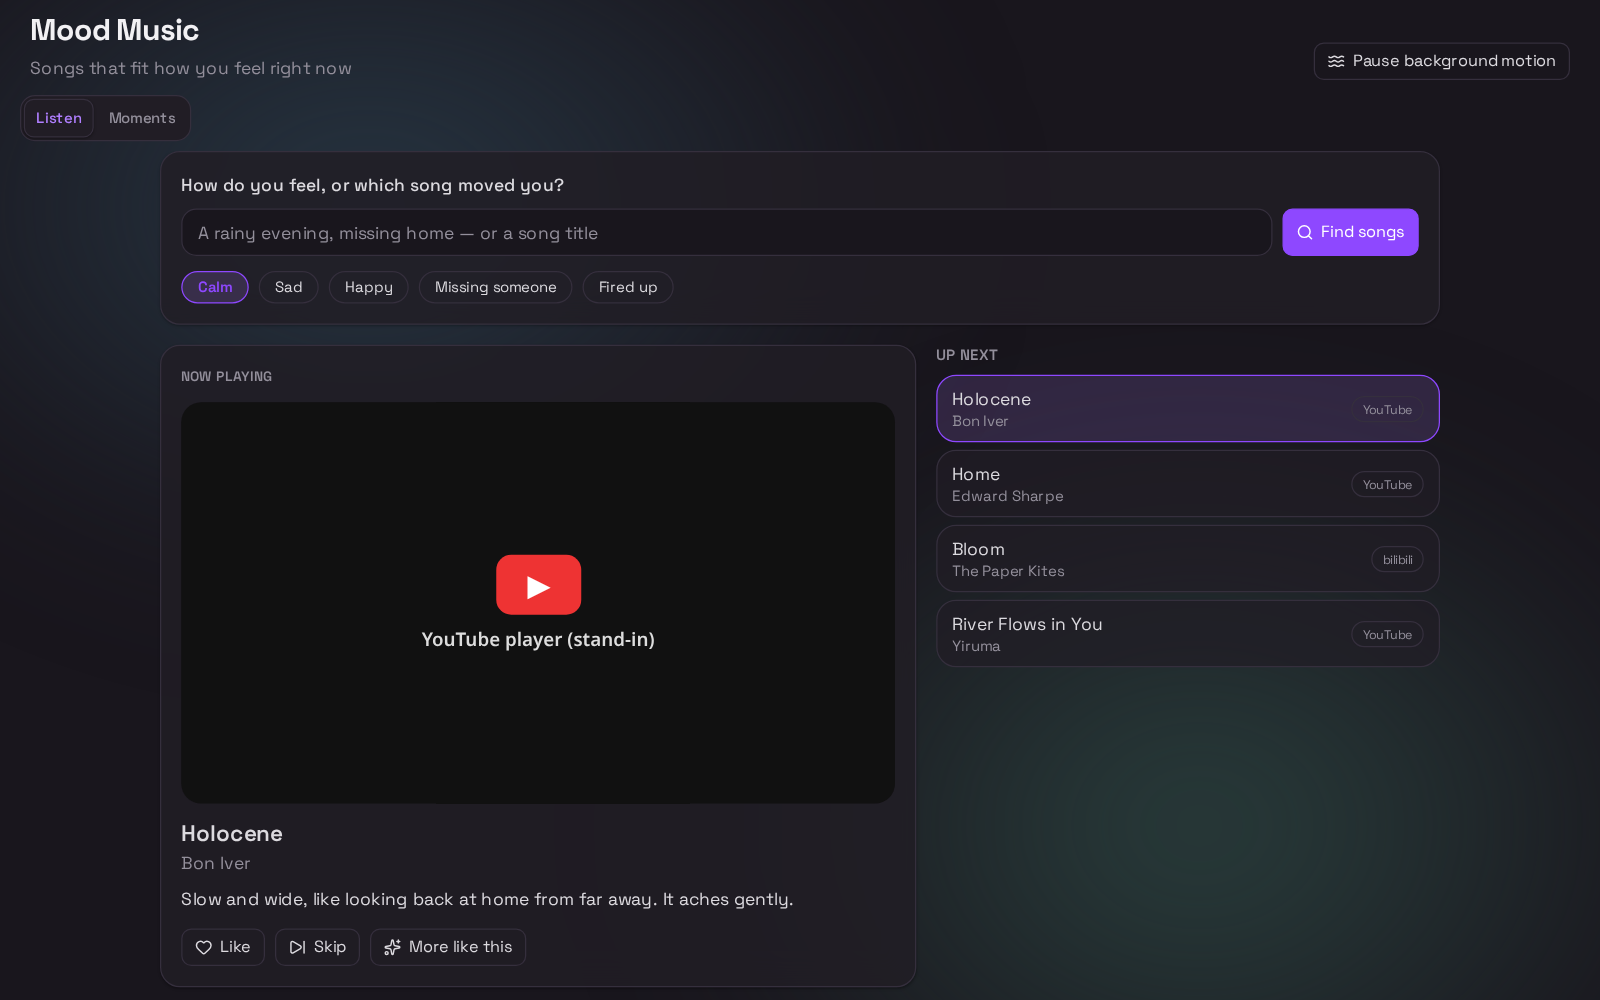 Mood Music
Songs that fit how you feel right now
Pause background motion
Listen
Moments
How do you feel, or which song moved you?
A rainy evening, missing home — or a song title
Find songs
Calm
Sad
Happy
Missing someone
Fired up
NOW PLAYING
YouTube player (stand-in)
Holocene
Bon Iver
Slow and wide, like looking back at home from far away. It aches gently.
Like
Skip
More like this
UP NEXT
Holocene
Bon Iver
YouTube
Home
Edward Sharpe
YouTube
Bloom
The Paper Kites
bilibili
River Flows in You
Yiruma
YouTube